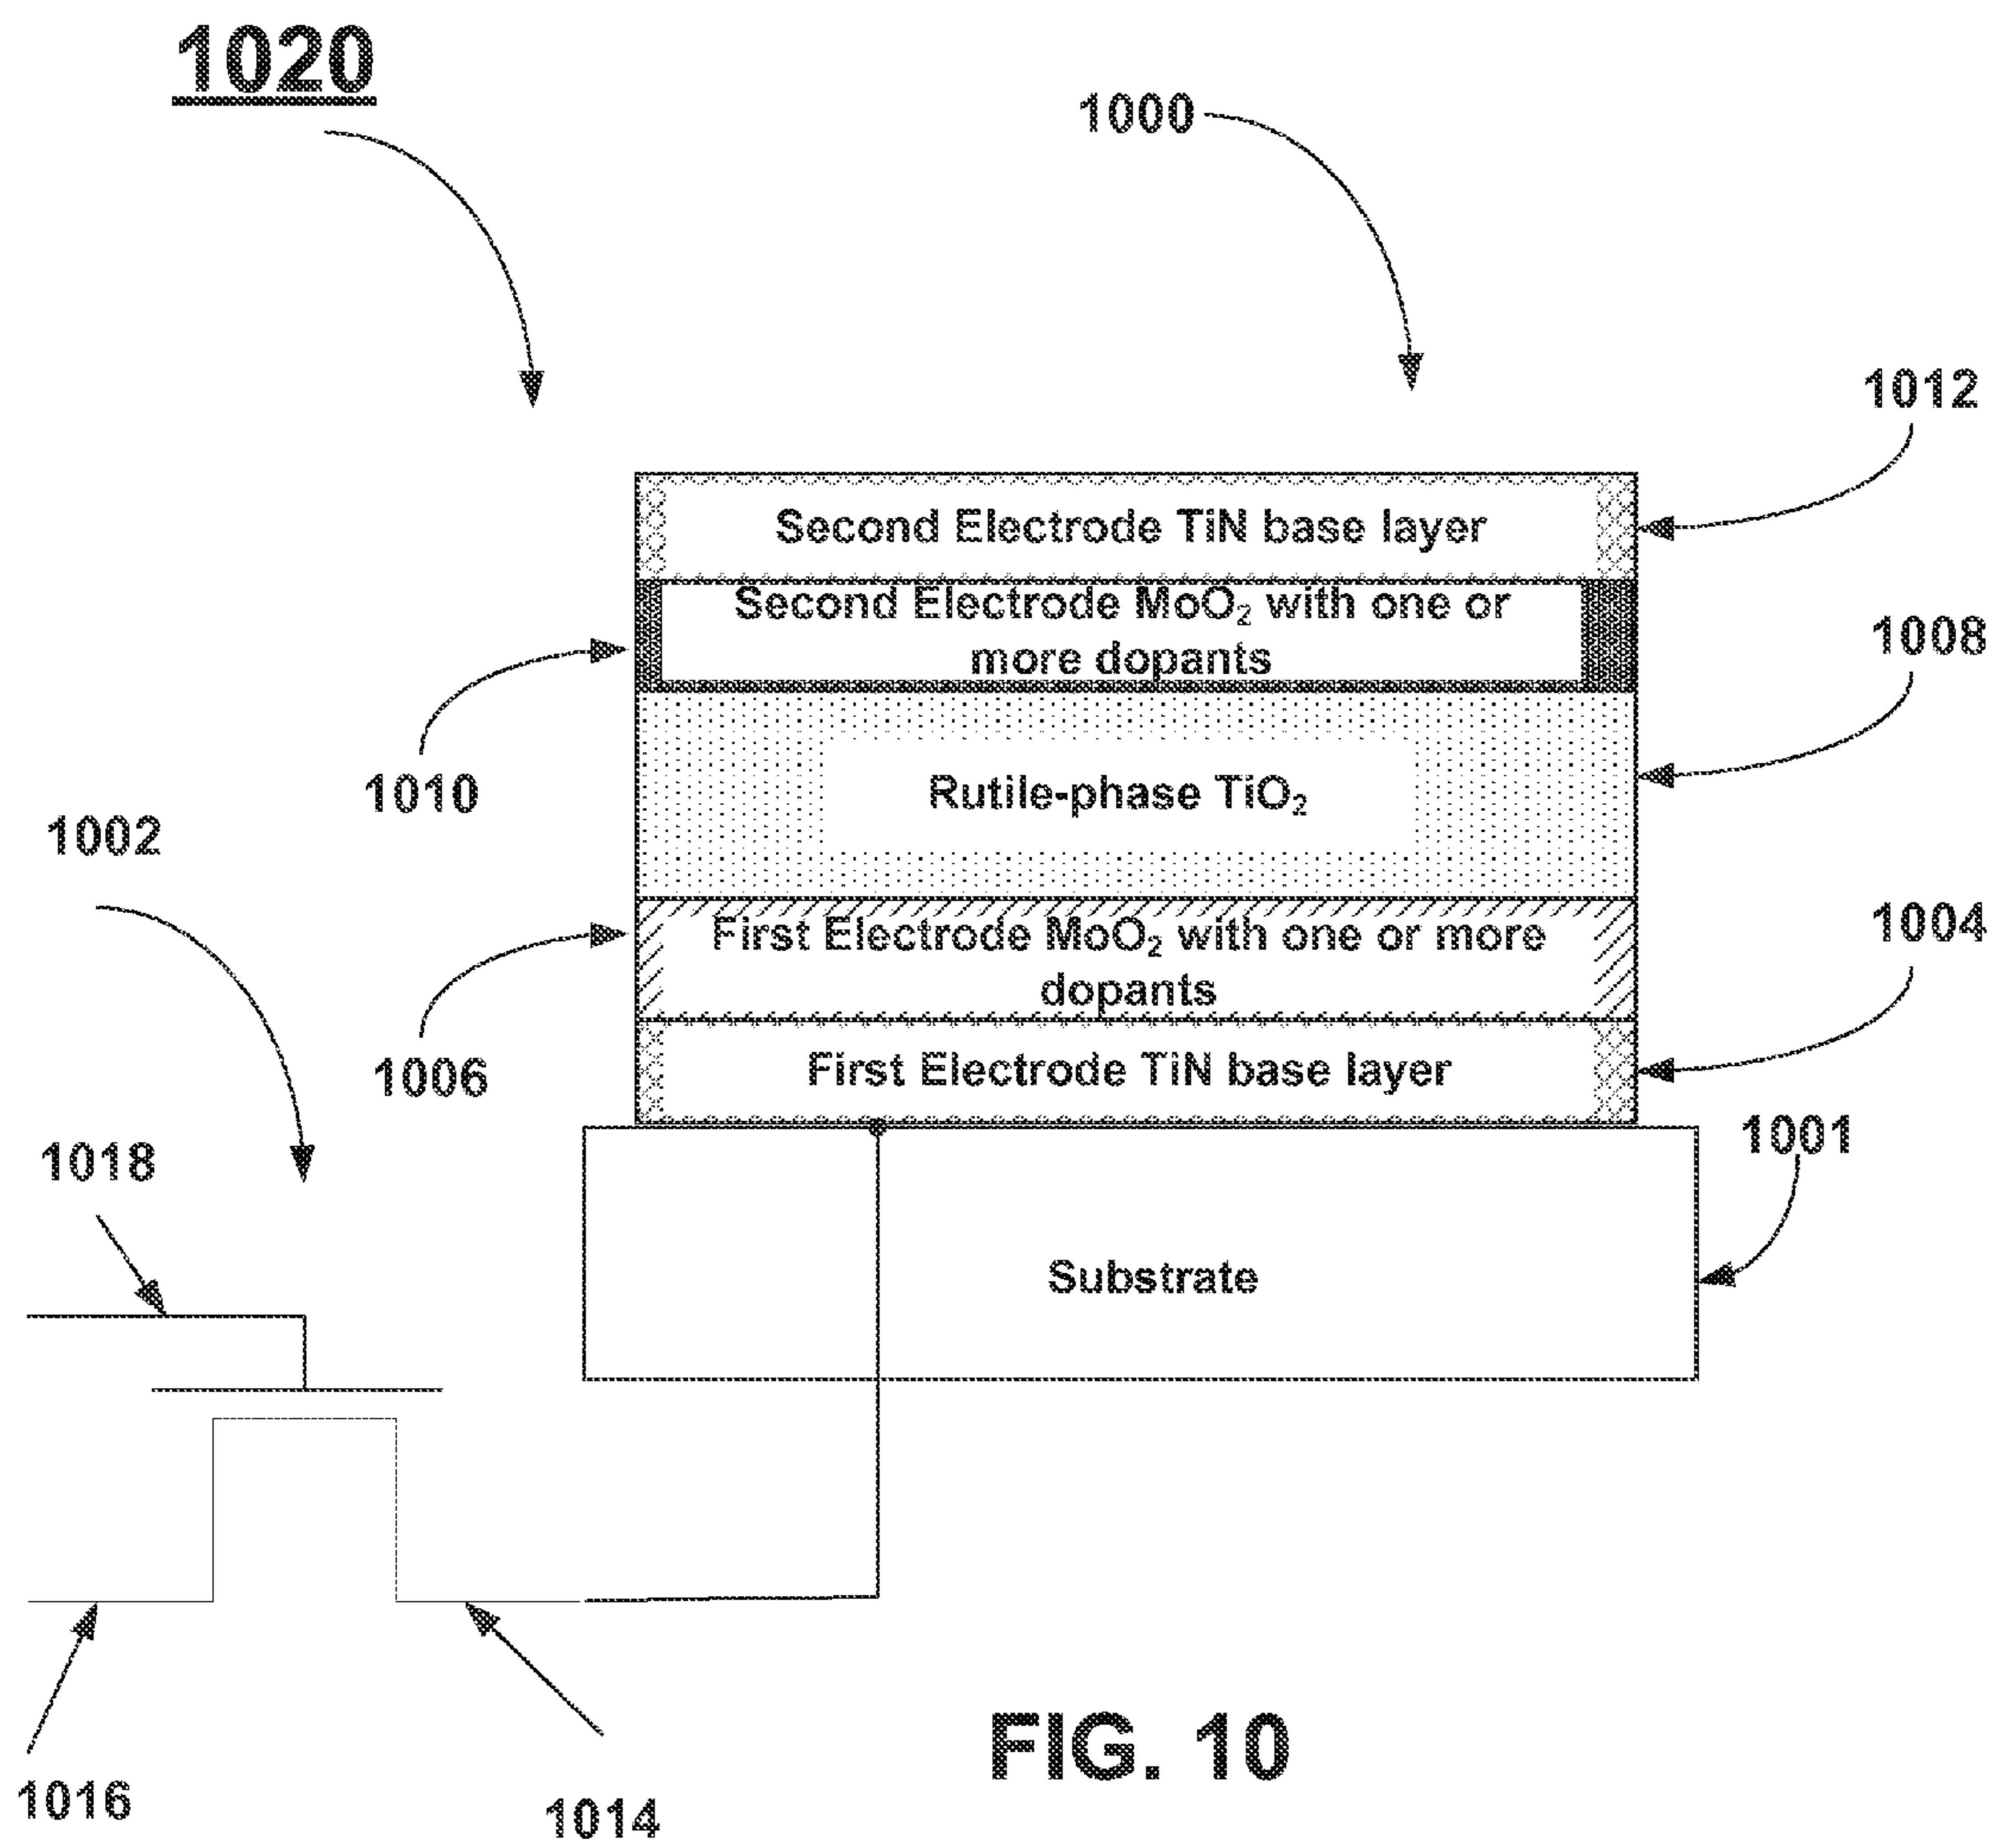 1020
1000
1012
Second Electrode TiN base layer
Second Electrode MoO₂ with one or
more dopants
1008
1010
Rutile-phase TiO₂
1002
1004
First Electrode MoO₂ with one or more
dopants
1006
First Electrode TiN base layer
1001
1018
Substrate
FIG. 10
1016
1014